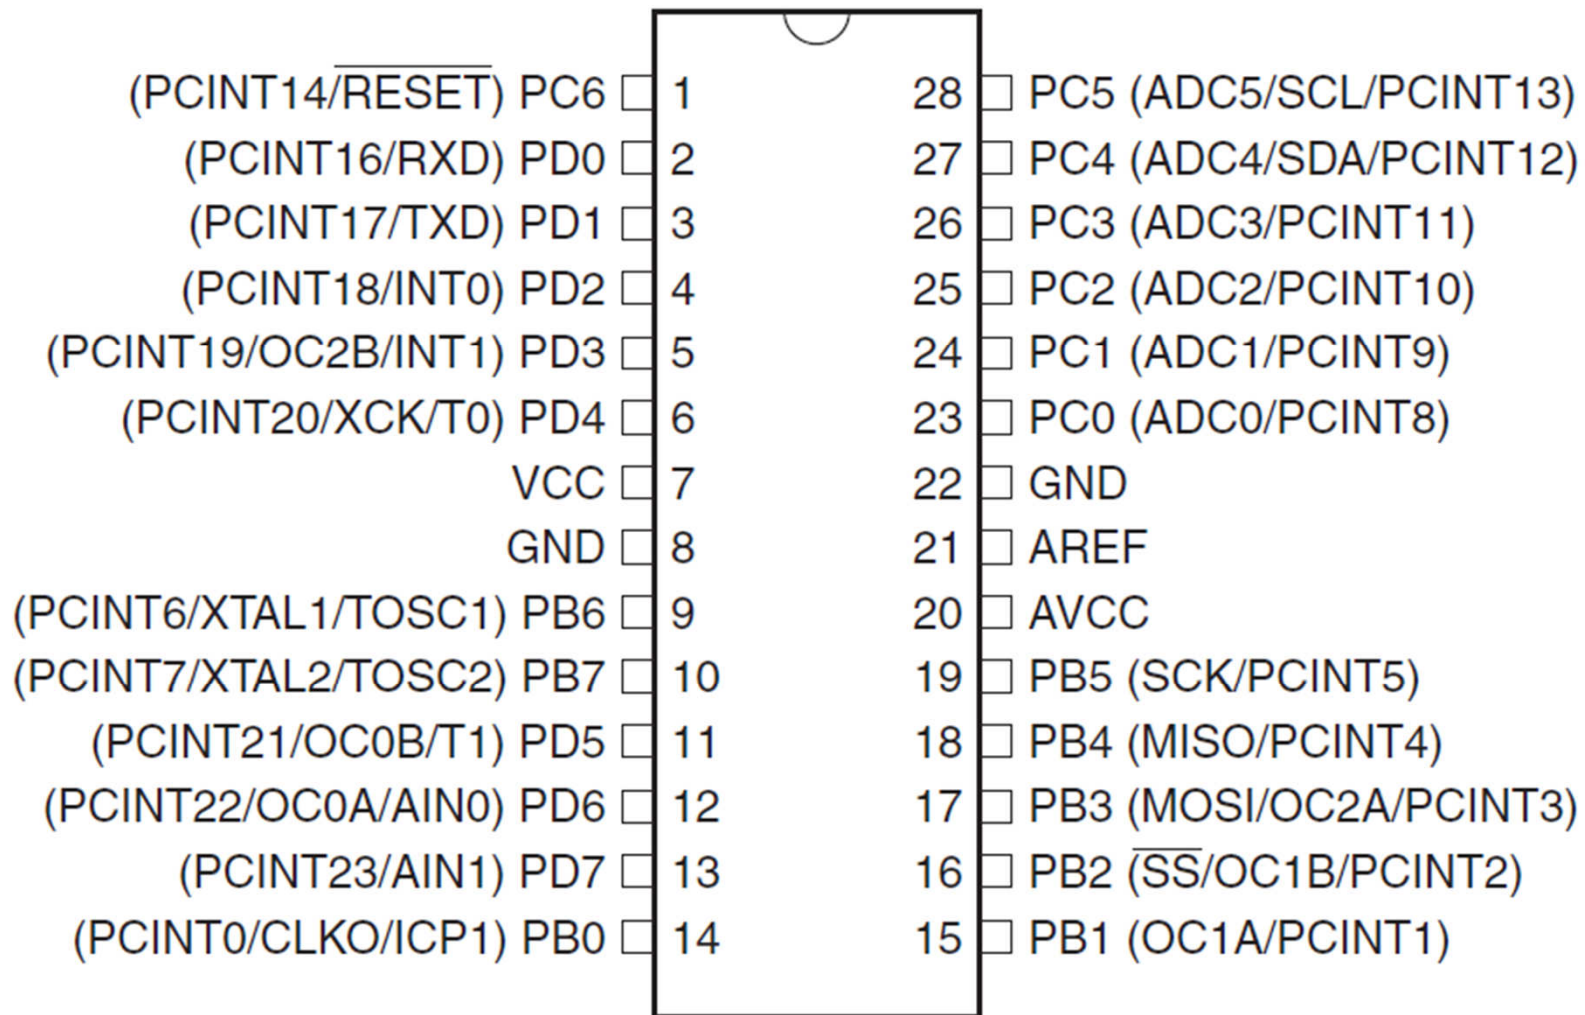 (PCINT14/RESET) PC6 1 28 PC5 (ADC5/SCL/PCINT13)
(PCINT16/RXD) PD0 2 27 PC4 (ADC4/SDA/PCINT12)
(PCINT17/TXD) PD1 3 26 PC3 (ADC3/PCINT11)
(PCINT18/INT0) PD2 4 25 PC2 (ADC2/PCINT10)
(PCINT19/OC2B/INT1) PD3 5 24 PC1 (ADC1/PCINT9)
(PCINT20/XCK/T0) PD4 6 23 PC0 (ADC0/PCINT8)
VCC 7 22 GND
GND 8 21 AREF
(PCINT6/XTAL1/TOSC1) PB6 9 20 AVCC
(PCINT7/XTAL2/TOSC2) PB7 10 19 PB5 (SCK/PCINT5)
(PCINT21/OC0B/T1) PD5 11 18 PB4 (MISO/PCINT4)
(PCINT22/OC0A/AIN0) PD6 12 17 PB3 (MOSI/OC2A/PCINT3)
(PCINT23/AIN1) PD7 13 16 PB2 (SS/OC1B/PCINT2)
(PCINT0/CLKO/ICP1) PB0 14 15 PB1 (OC1A/PCINT1)